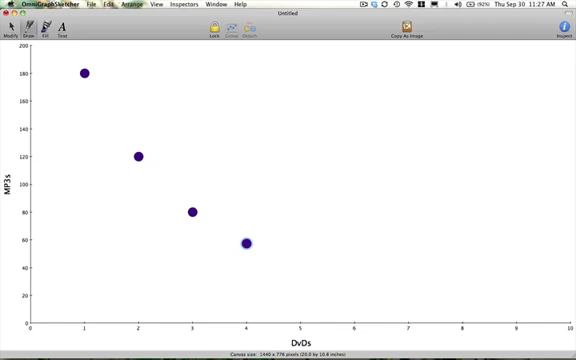 OmniGraphSketcher File Edit Arrange View Inspectors Window Help (92%) Thu Sep 30 11:27 AM
Untitled
Modify Draw Fill Text Lock Group Detach Copy As Image Inspect
200
180
160
140
120
100
80
60
40
20
0
MP3s
0 1 2 3 4 5 6 7 8 9 10
DvDs
Canvas size: 1440 x 776 pixels (20.0 by 10.8 inches)